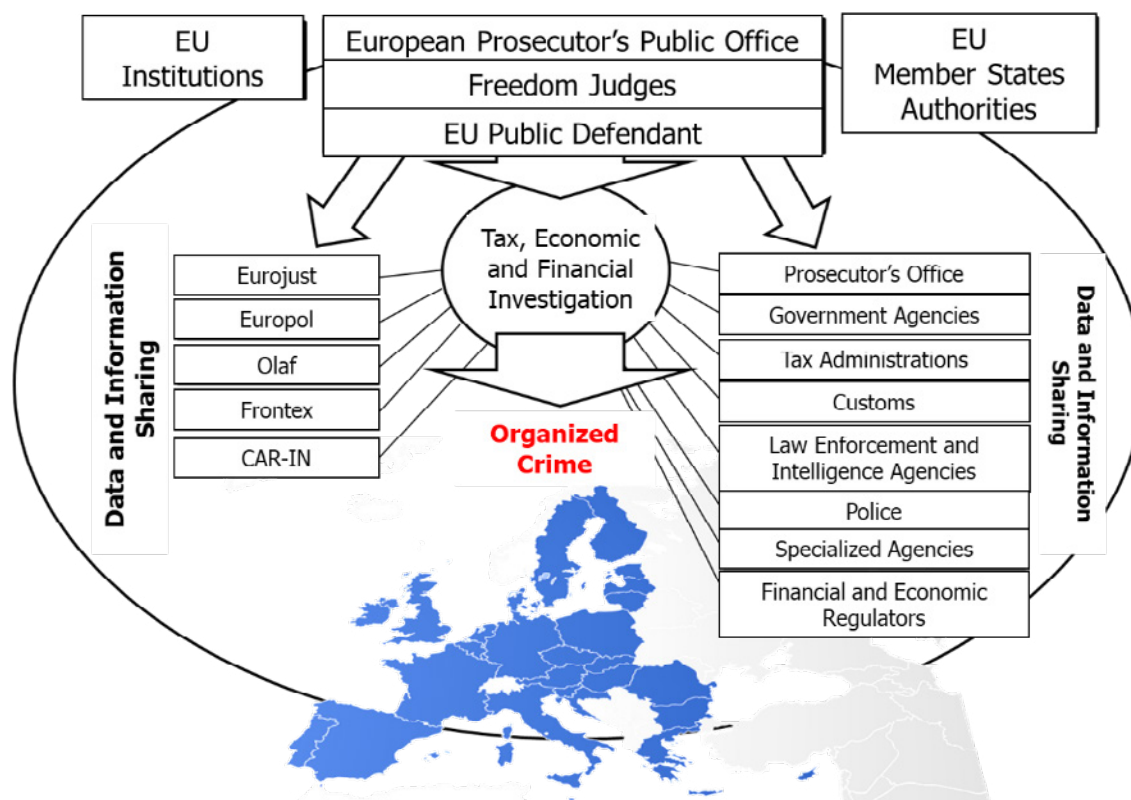 EU
Institutions
European Prosecutor's Public Office
Freedom Judges
EU Public Defendant
EU
Member States
Authorities
Data and Information
Sharing
Eurojust
Europol
Olaf
Frontex
CAR-IN
Tax, Economic
and Financial
Investigation
Organized
Crime
Prosecutor's Office
Government Agencies
Tax Administrations
Customs
Law Enforcement and
Intelligence Agencies
Police
Specialized Agencies
Financial and Economic
Regulators
Data and Information
Sharing